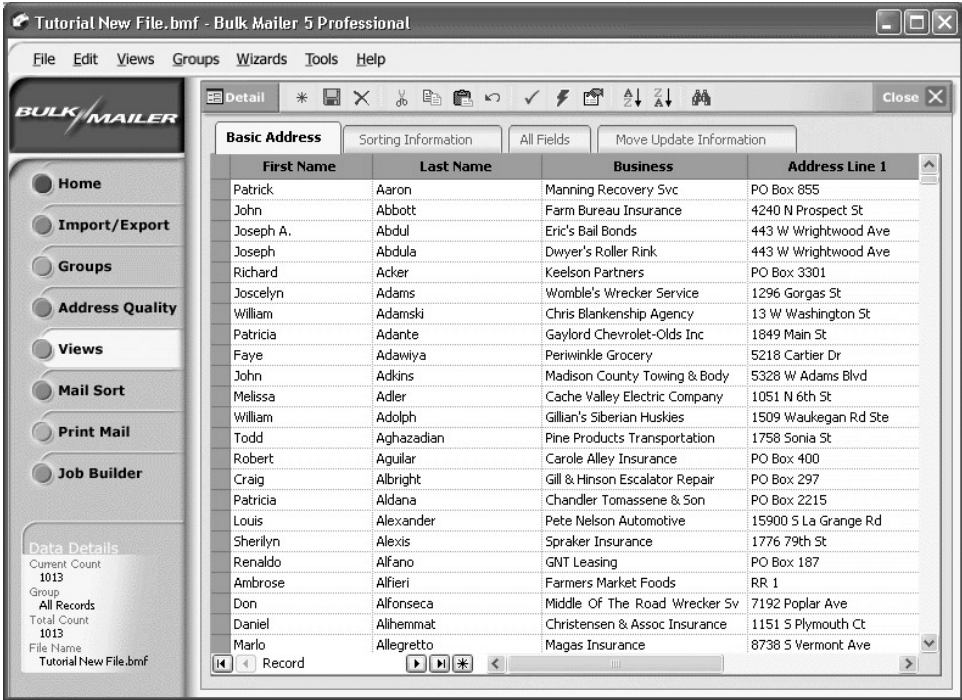 Tutorial New File.bmf - Bulk Mailer 5 Professional
File Edit Views Groups Wizards Tools Help
BULK MAILER
Detail Close
Basic Address Sorting Information All Fields Move Update Information
Home
Import/Export
Groups
Address Quality
Views
Mail Sort
Print Mail
Job Builder
Data Details
Current Count
1013
Group
All Records
Total Count
1013
File Name
Tutorial New File.bmf
First Name Last Name Business Address Line 1
Patrick Aaron Manning Recovery Svc PO Box 855
John Abbott Farm Bureau Insurance 4240 N Prospect St
Joseph A. Abdul Eric's Bail Bonds 443 W Wrightwood Ave
Joseph Abdula Dwyer's Roller Rink 443 W Wrightwood Ave
Richard Acker Keelson Partners PO Box 3301
Joscelyn Adams Womble's Wrecker Service 1296 Gorgas St
William Adamski Chris Blankenship Agency 13 W Washington St
Patricia Adante Gaylord Chevrolet-Olds Inc 1849 Main St
Faye Adawiya Periwinkle Grocery 5218 Cartier Dr
John Adkins Madison County Towing & Body 5328 W Adams Blvd
Melissa Adler Cache Valley Electric Company 1051 N 6th St
William Adolph Gillian's Siberian Huskies 1509 Waukegan Rd Ste
Todd Aghazadian Pine Products Transportation 1758 Sonia St
Robert Aguilar Carole Alley Insurance PO Box 400
Craig Albright Gill & Hinson Escalator Repair PO Box 297
Patricia Aldana Chandler Tomassene & Son PO Box 2215
Louis Alexander Pete Nelson Automotive 15900 S La Grange Rd
Sherilyn Alexis Spraker Insurance 1776 79th St
Renaldo Alfano GNT Leasing PO Box 187
Ambrose Alfieri Farmers Market Foods RR 1
Don Alfonseca Middle Of The Road Wrecker Sv 7192 Poplar Ave
Daniel Alihemmat Christensen & Assoc Insurance 1151 S Plymouth Ct
Marlo Allegretto Magas Insurance 8738 S Vermont Ave
Record